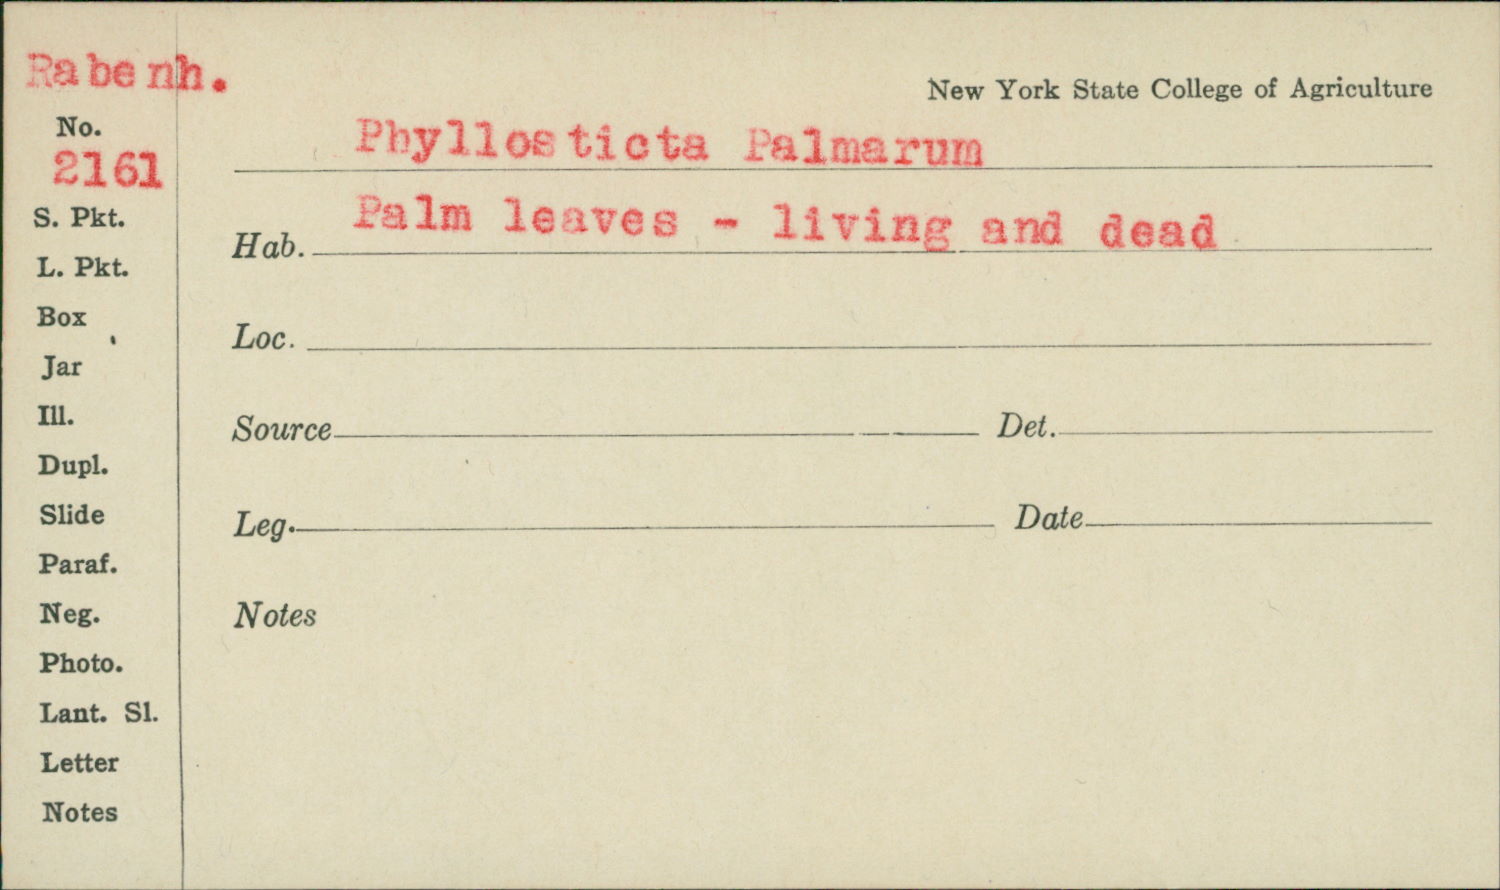 Rabenh.
New York State College of Agriculture
No.
2161
Phyllosticta Palmarum
Hab. Palm leaves - living and dead
S. Pkt.
L. Pkt.
Box
Jar
Ill.
Dupl.
Slide
Paraf.
Neg.
Photo.
Lant. Sl.
Letter
Notes
Loc.
Source Det.
Leg. Date
Notes